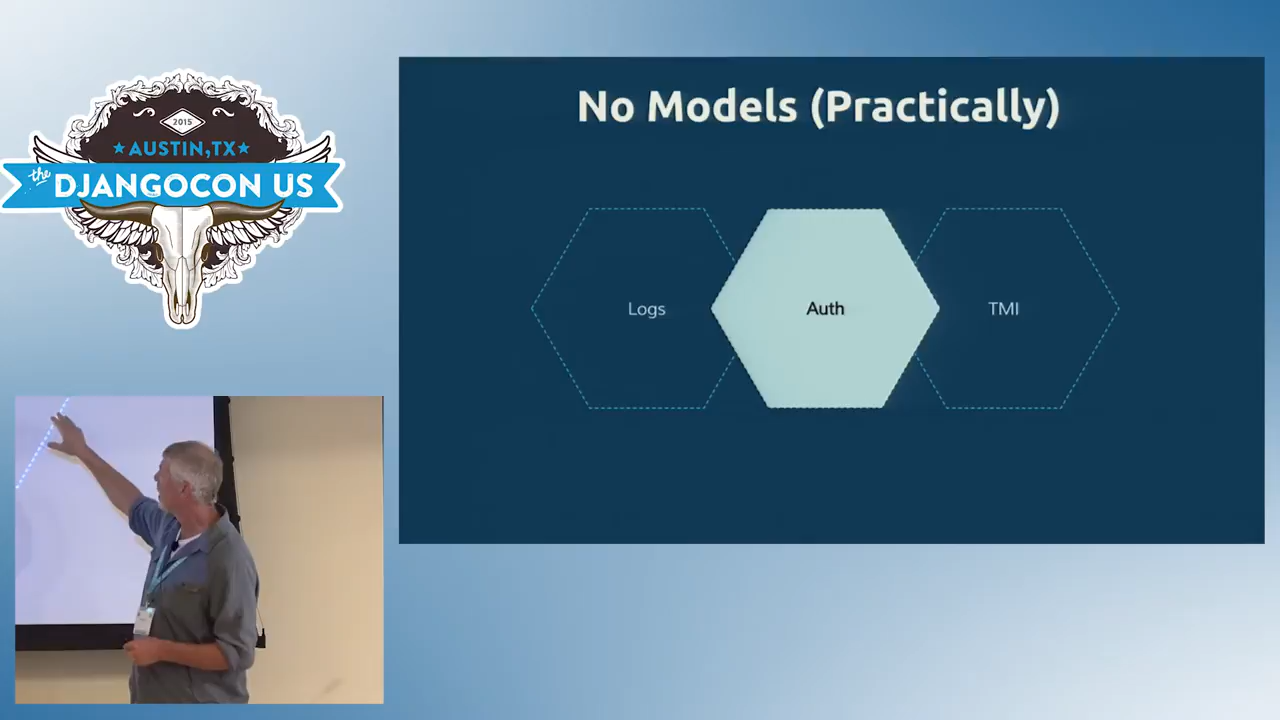 2015
★AUSTIN,TX★
the
DJANGOCON US
No Models (Practically)
Logs
Auth
TMI